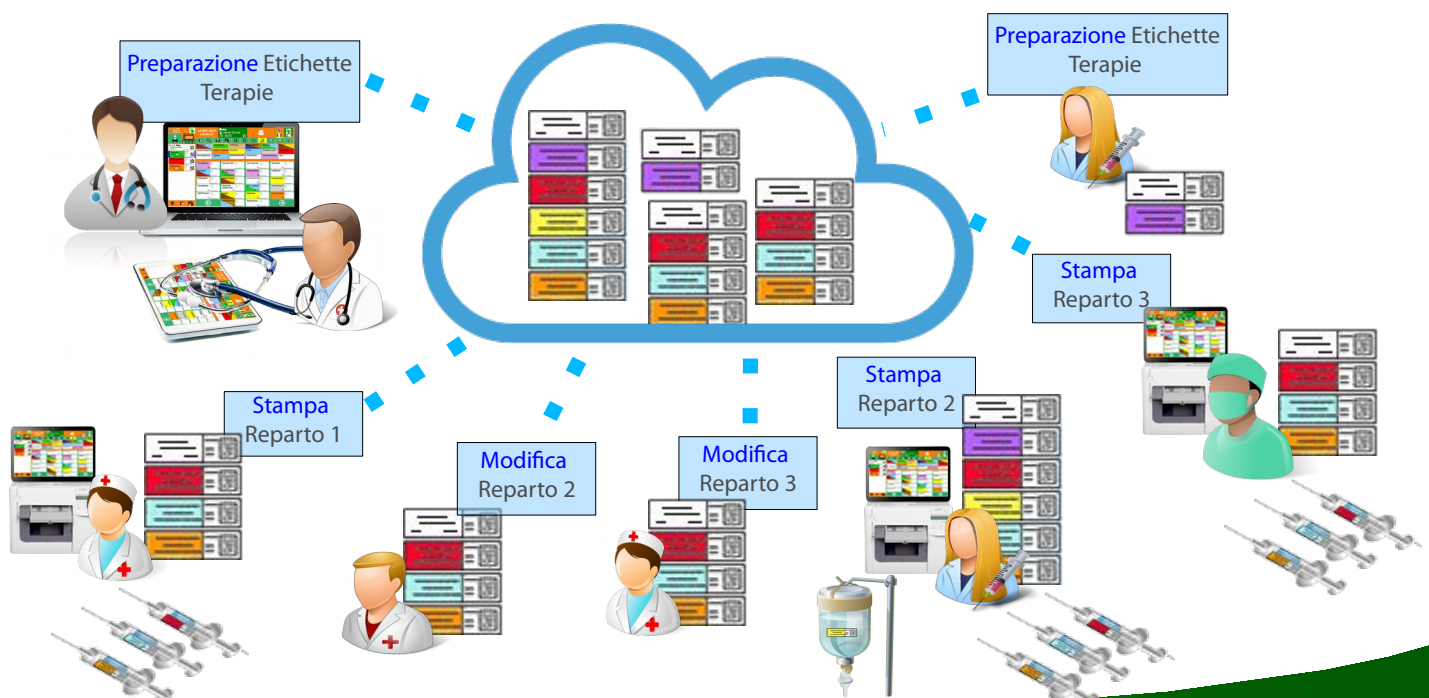 Preparazione Etichette
Terapie
Preparazione Etichette
Terapie
Stampa
Reparto 3
Stampa
Reparto 2
Stampa
Reparto 1
Modifica
Reparto 2
Modifica
Reparto 3